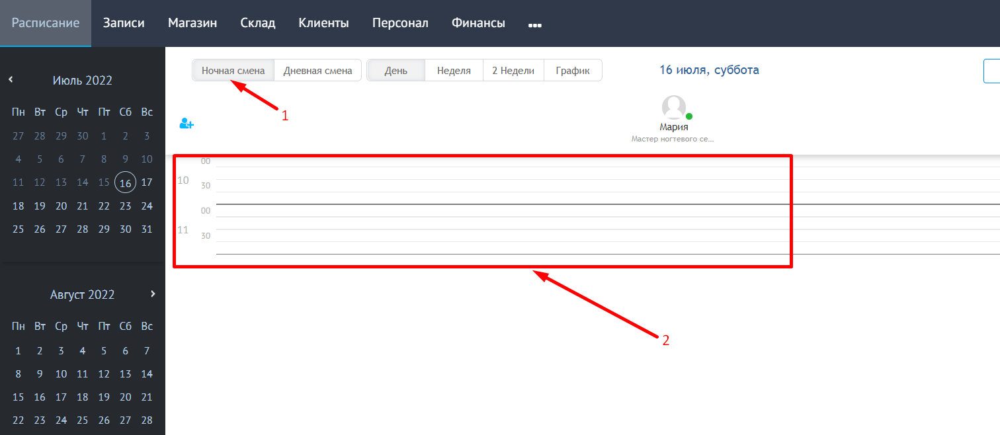 Расписание Записи Магазин Склад Клиенты Персонал Финансы ...
Июль 2022
Пн Вт Ср Чт Пт Сб Вс
27 28 29 30 1 2 3
4 5 6 7 8 9 10
11 12 13 14 15 16 17
18 19 20 21 22 23 24
25 26 27 28 29 30 31
Август 2022
Пн Вт Ср Чт Пт Сб Вс
1 2 3 4 5 6 7
8 9 10 11 12 13 14
15 16 17 18 19 20 21
22 23 24 25 26 27 28
Ночная смена Дневная смена День Неделя 2 Недели График 16 июля, суббота
1
Мария
Мастер ногтевого се...
00
10
30
00
11
30
2